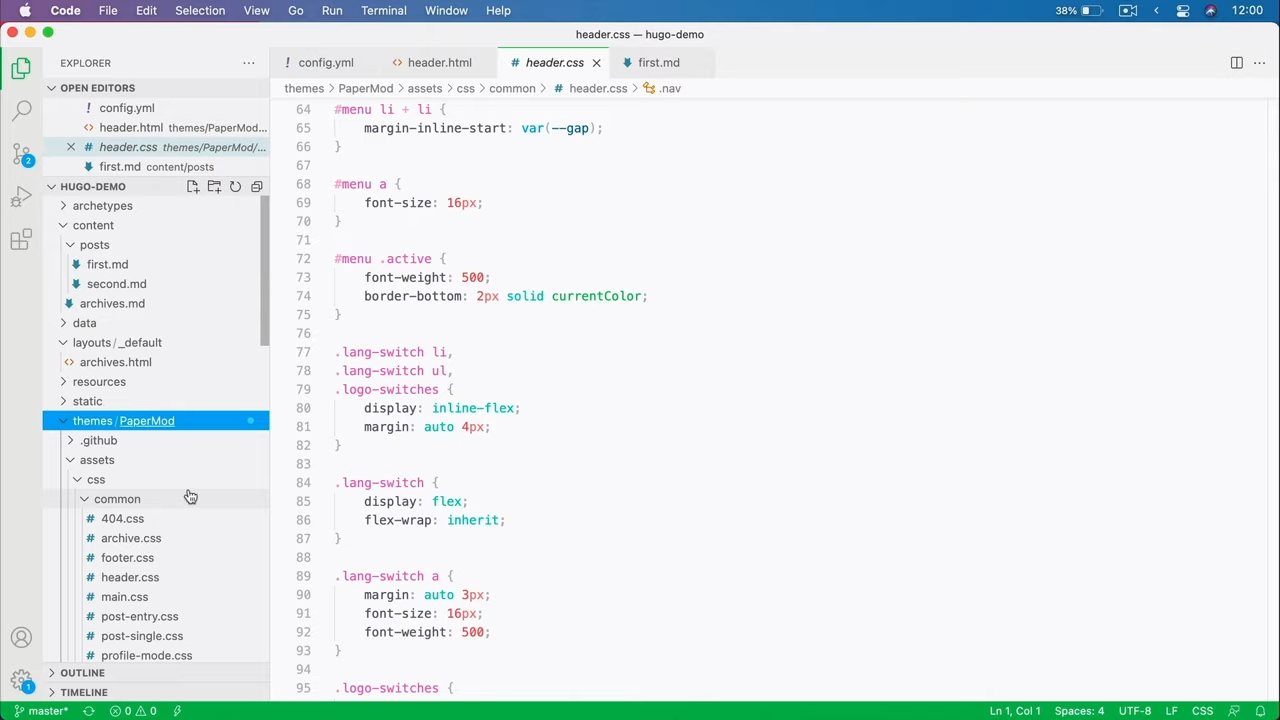 Code File Edit Selection View Go Run Terminal Window Help 38% 12:00
header.css — hugo-demo
EXPLORER
config.yml header.html header.css first.md
OPEN EDITORS
config.yml
header.html themes/PaperMod...
header.css themes/PaperMod/...
first.md content/posts
HUGO-DEMO
archetypes
content
posts
first.md
second.md
archives.md
data
layouts / _default
archives.html
resources
static
themes / PaperMod
.github
assets
css
common
404.css
archive.css
footer.css
header.css
main.css
post-entry.css
post-single.css
profile-mode.css
OUTLINE
TIMELINE
2
1
themes > PaperMod > assets > css > common > # header.css > .nav
64 #menu li + li {
65 margin-inline-start: var(--gap);
66 }
67
68 #menu a {
69 font-size: 16px;
70 }
71
72 #menu .active {
73 font-weight: 500;
74 border-bottom: 2px solid currentColor;
75 }
76
77 .lang-switch li,
78 .lang-switch ul,
79 .logo-switches {
80 display: inline-flex;
81 margin: auto 4px;
82 }
83
84 .lang-switch {
85 display: flex;
86 flex-wrap: inherit;
87 }
88
89 .lang-switch a {
90 margin: auto 3px;
91 font-size: 16px;
92 font-weight: 500;
93 }
94
95 .logo-switches {
master* 0 0 Ln 1, Col 1 Spaces: 4 UTF-8 LF CSS